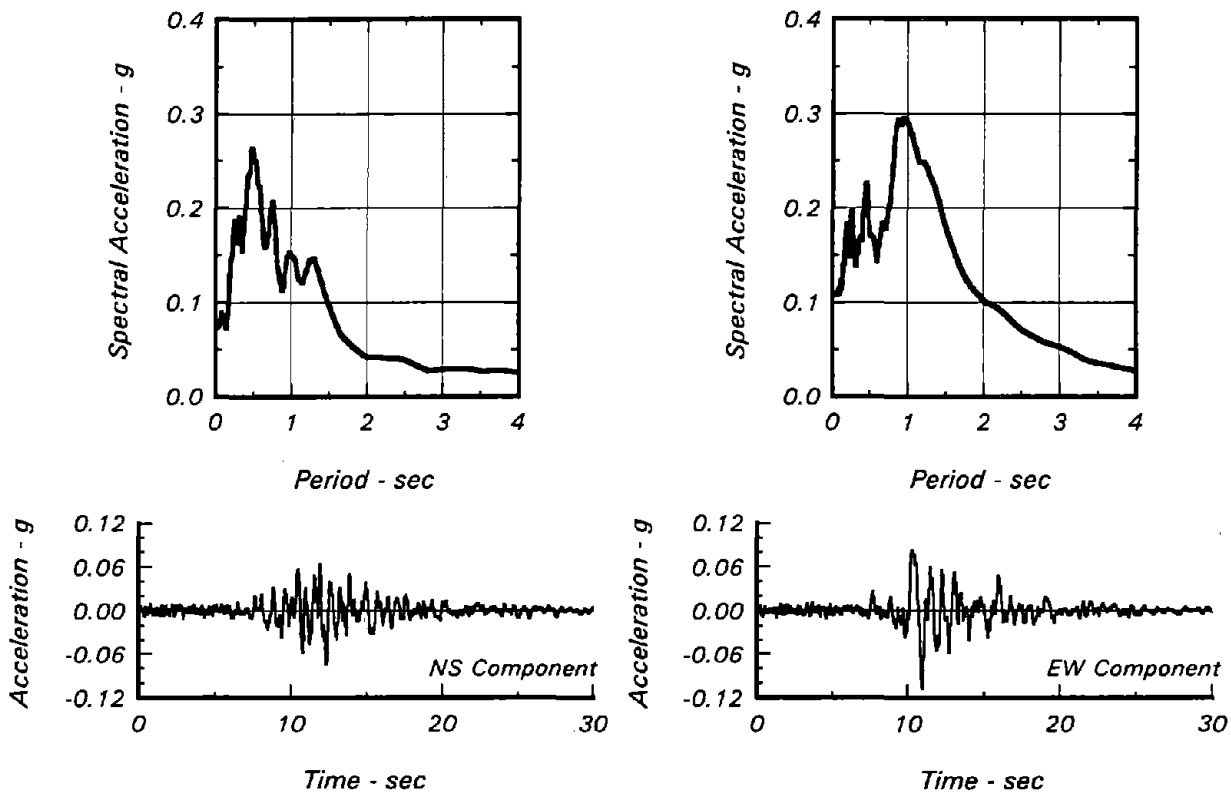 0.4
0.3
0.2
0.1
0.0
Spectral Acceleration - g
0 1 2 3 4
Period - sec
0.4
0.3
0.2
0.1
0.0
Spectral Acceleration - g
0 1 2 3 4
Period - sec
0.12
0.06
0.00
-0.06
-0.12
Acceleration - g
NS Component
0 10 20 30
Time - sec
0.12
0.06
0.00
-0.06
-0.12
Acceleration - g
EW Component
0 10 20 30
Time - sec